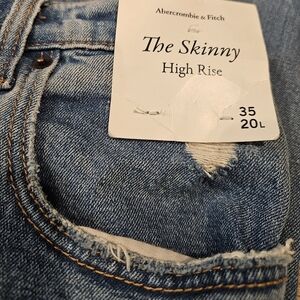 Abercrombie & Fitch
The Skinny
High Rise
35
20L